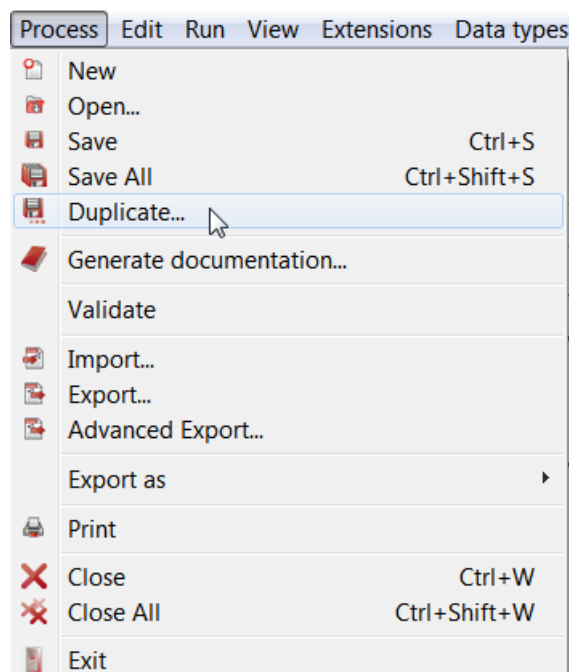 Process Edit Run View Extensions Data types
New
Open...
Save Ctrl+S
Save All Ctrl+Shift+S
Duplicate...
Generate documentation...
Validate
Import...
Export...
Advanced Export...
Export as
Print
Close Ctrl+W
Close All Ctrl+Shift+W
Exit